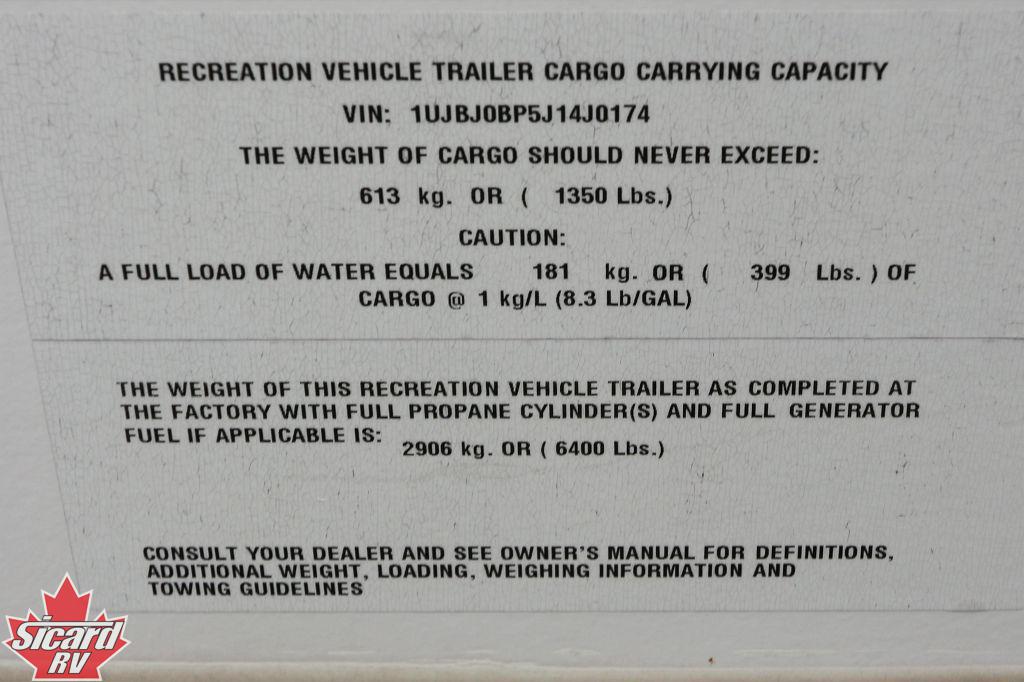 RECREATION VEHICLE TRAILER CARGO CARRYING CAPACITY
VIN: 1UJBJ0BP5J14J0174
THE WEIGHT OF CARGO SHOULD NEVER EXCEED:
613 kg. OR ( 1350 Lbs.)
CAUTION:
A FULL LOAD OF WATER EQUALS 181 kg. OR ( 399 Lbs. ) OF
CARGO @ 1 kg/L (8.3 Lb/GAL)
THE WEIGHT OF THIS RECREATION VEHICLE TRAILER AS COMPLETED AT
THE FACTORY WITH FULL PROPANE CYLINDER(S) AND FULL GENERATOR
FUEL IF APPLICABLE IS:
2906 kg. OR ( 6400 Lbs.)
CONSULT YOUR DEALER AND SEE OWNER'S MANUAL FOR DEFINITIONS,
ADDITIONAL WEIGHT, LOADING, WEIGHING INFORMATION AND
TOWING GUIDELINES
Sicard
RV